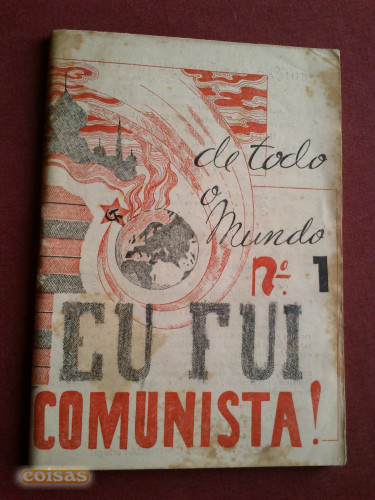 de todo
o
Mundo
nº. 1
EU FUI
COMUNISTA!
coisas